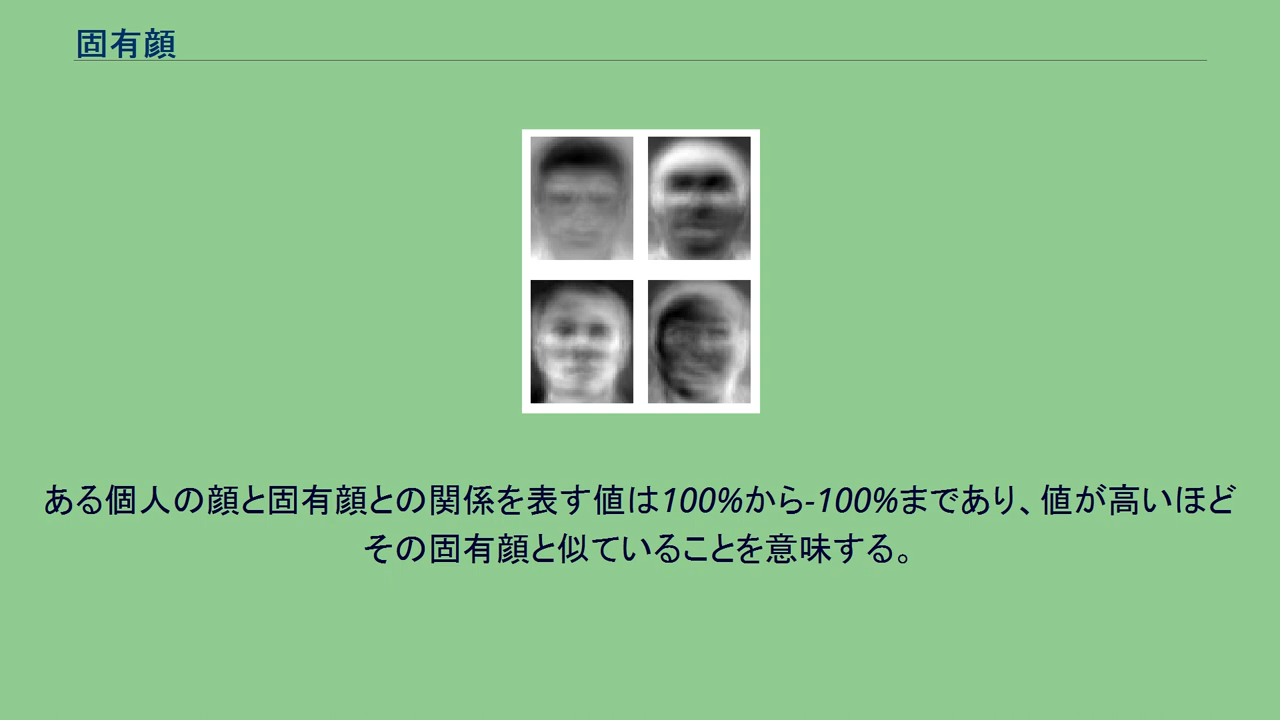 固有顔
ある個人の顔と固有顔との関係を表す値は100%から-100%まであり、値が高いほど
その固有顔と似ていることを意味する。